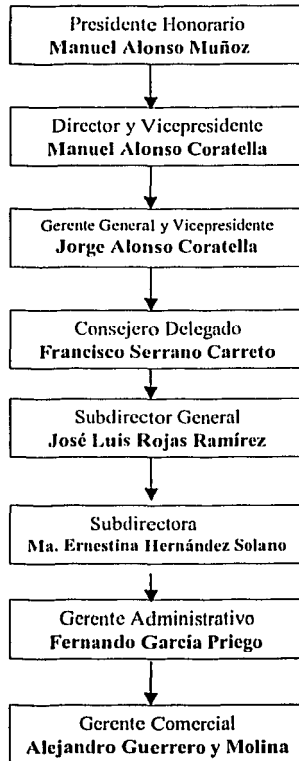 Presidente Honorario
Manuel Alonso Muñoz
Director y Vicepresidente
Manuel Alonso Coratella
Gerente General y Vicepresidente
Jorge Alonso Coratella
Consejero Delegado
Francisco Serrano Carreto
Subdirector General
José Luis Rojas Ramírez
Subdirectora
Ma. Ernestina Hernández Solano
Gerente Administrativo
Fernando García Priego
Gerente Comercial
Alejandro Guerrero y Molina